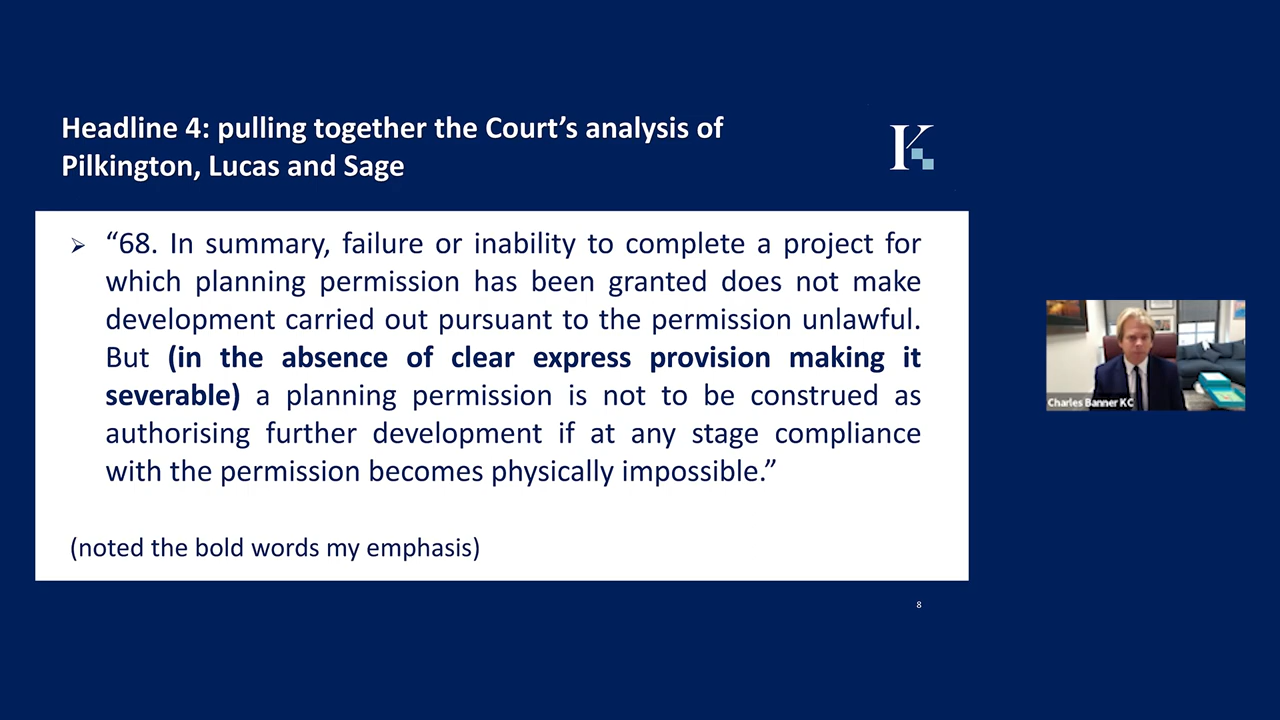 Headline 4: pulling together the Court’s analysis of
Pilkington, Lucas and Sage
K
➢ “68. In summary, failure or inability to complete a project for
which planning permission has been granted does not make
development carried out pursuant to the permission unlawful.
But (in the absence of clear express provision making it
severable) a planning permission is not to be construed as
authorising further development if at any stage compliance
with the permission becomes physically impossible.”
(noted the bold words my emphasis)
8
Charles Banner KC